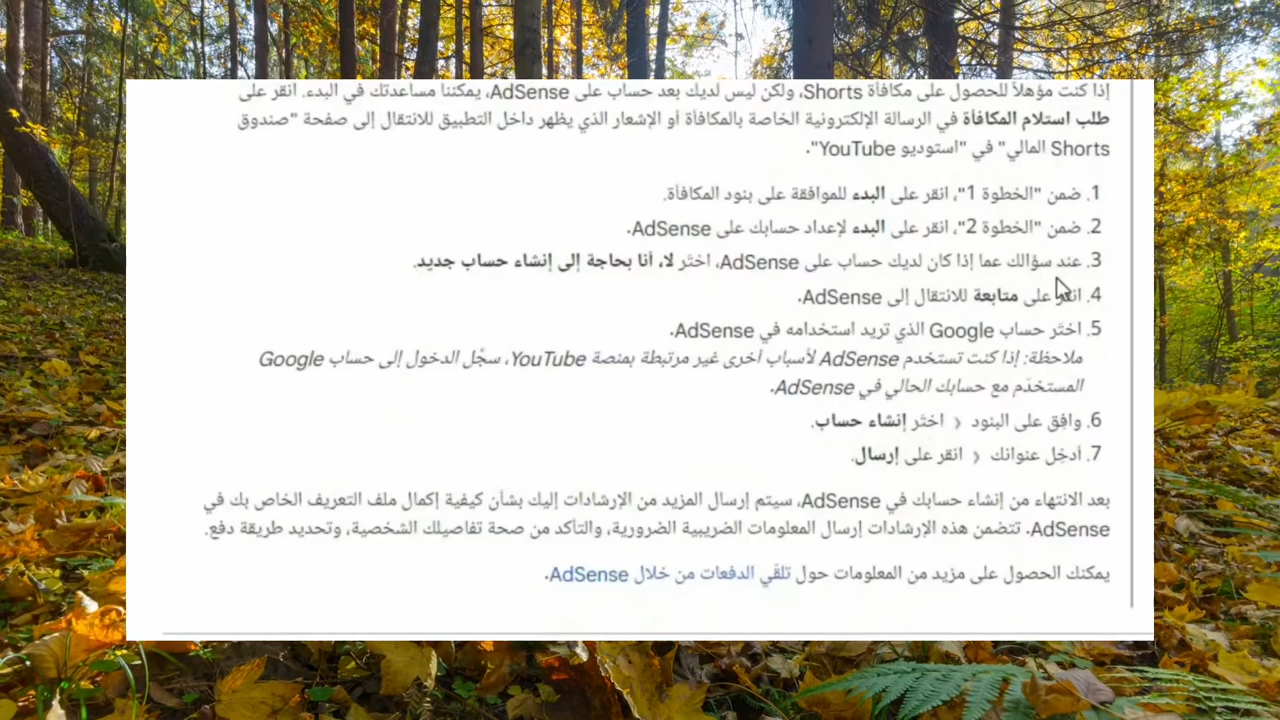 إذا كنت مؤهلاً للحصول على مكافأة Shorts، ولكن ليس لديك بعد حساب على AdSense، يمكننا مساعدتك في البدء. انقر على
طلب استلام المكافأة في الرسالة الإلكترونية الخاصة بالمكافأة أو الإشعار الذي يظهر داخل التطبيق للانتقال إلى صفحة "صندوق
Shorts المالي" في "استوديو YouTube".
1. ضمن "الخطوة 1"، انقر على البدء للموافقة على بنود المكافأة.
2. ضمن "الخطوة 2"، انقر على البدء لإعداد حسابك على AdSense.
3. عند سؤالك عما إذا كان لديك حساب على AdSense، اختَر لا، أنا بحاجة إلى إنشاء حساب جديد.
4. انقر على متابعة للانتقال إلى AdSense.
5. اختَر حساب Google الذي تريد استخدامه في AdSense.
ملاحظة: إذا كنت تستخدم AdSense لأسباب أخرى غير مرتبطة بمنصة YouTube، سجِّل الدخول إلى حساب Google
المستخدَم مع حسابك الحالي في AdSense.
6. وافِق على البنود ❯ اختَر إنشاء حساب.
7. أدخِل عنوانك ❯ انقر على إرسال.
بعد الانتهاء من إنشاء حسابك في AdSense، سيتم إرسال المزيد من الإرشادات إليك بشأن كيفية إكمال ملف التعريف الخاص بك في
AdSense. تتضمن هذه الإرشادات إرسال المعلومات الضريبية الضرورية، والتأكد من صحة تفاصيلك الشخصية، وتحديد طريقة دفع.
يمكنك الحصول على مزيد من المعلومات حول تلقّي الدفعات من خلال AdSense.